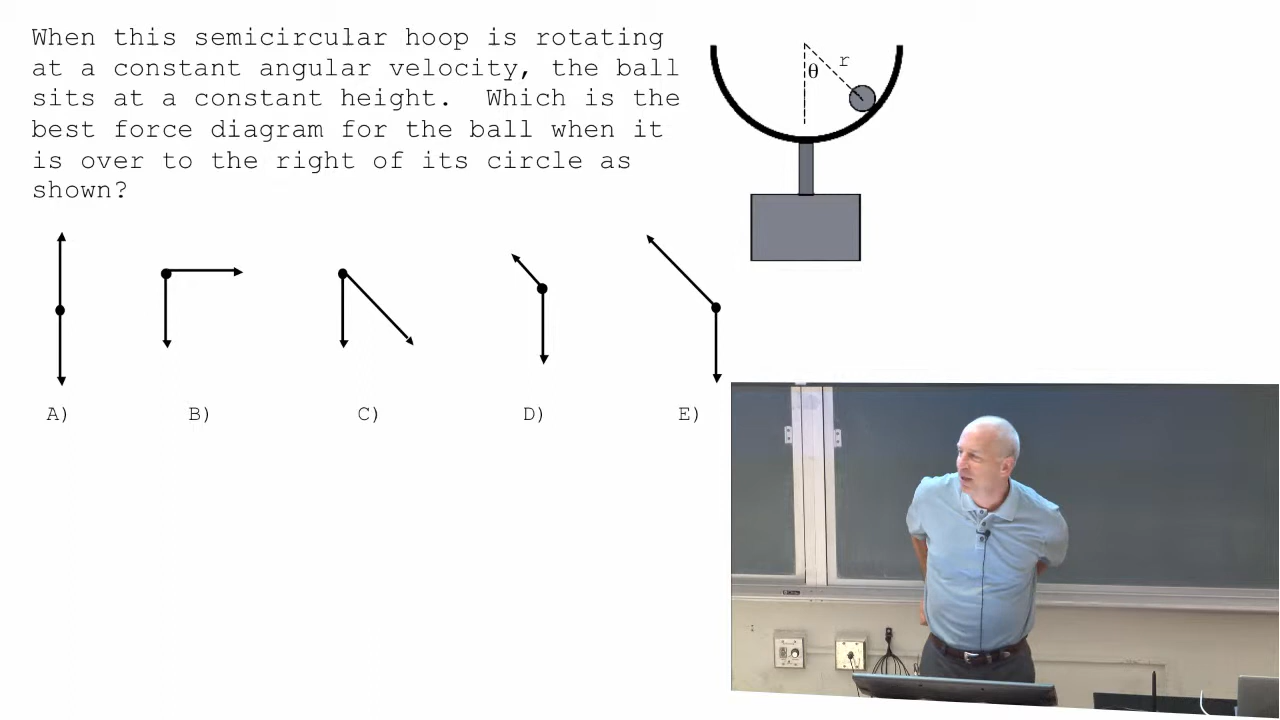 When this semicircular hoop is rotating
at a constant angular velocity, the ball
sits at a constant height.  Which is the
best force diagram for the ball when it
is over to the right of its circle as
shown?
θ
r
A)
B)
C)
D)
E)